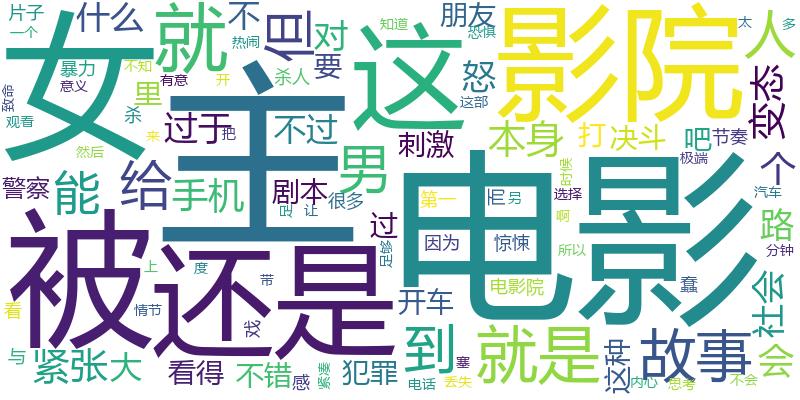 片子
什么
就
不
但
对
朋友
影院
人
太
多
一个
热闹
知道
恐惧
女
暴力
不知
有意
杀人
要
这
怒
这部
变态
意义
开
主
致命
杀
里
观看
来
过于
把
不过
刺激
本身
打
决斗
吧
节奏
然后
男
电影
极端
个
时候
警察
能
给
手机
剧本
很多
第一
另
选择
汽车
足
让
啊
路
被
还是
过
因为
惊悚
所以
分钟
足够
上
度
带
电影院
蠢
社会
看
情节
戏
开车
与
紧张
大
看得
不错
感
紧凑
犯罪
到
塞
就是
这种
故事
会
电话
丢失
内心
思考
不会